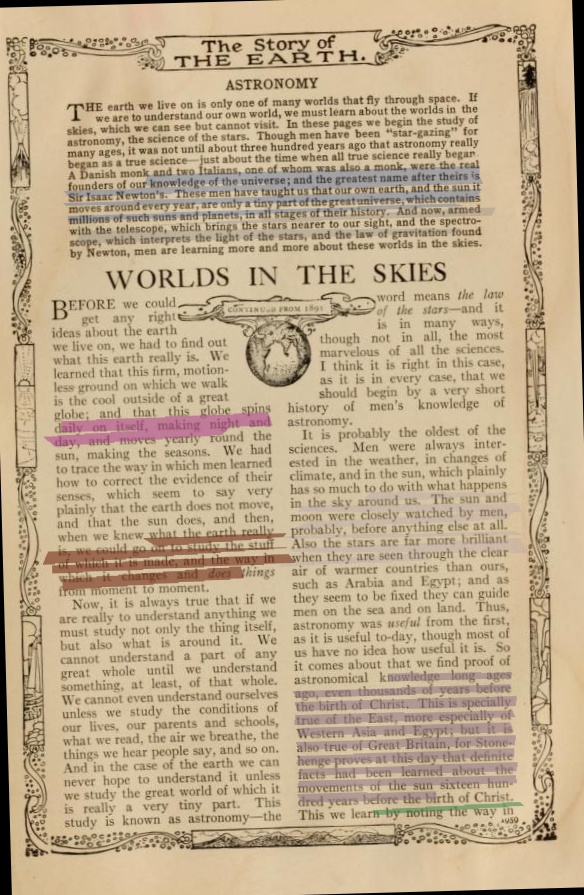 The Story of
THE EARTH.
ASTRONOMY
THE earth we live on is only one of many worlds that fly through space. If
we are to understand our own world, we must learn about the worlds in the
skies, which we can see but cannot visit. In these pages we begin the study of
astronomy, the science of the stars. Though men have been "star-gazing" for
many ages, it was not until about three hundred years ago that astronomy really
began as a true science—just about the time when all true science really began
A Danish monk and two Italians, one of whom was also a monk, were the real
founders of our knowledge of the universe; and the greatest name after theirs is
Sir Isaac Newton's. These men have taught us that our own earth, and the sun it
moves around every year, are only a tiny part of the great universe, which contains
millions of such suns and planets, in all stages of their history. And now, armed
with the telescope, which brings the stars nearer to our sight, and the spectro-
scope, which interprets the light of the stars, and the law of gravitation found
by Newton, men are learning more and more about these worlds in the skies.
WORLDS IN THE SKIES
CONTINUED FROM 1891
BEFORE we could
get any right
ideas about the earth
we live on, we had to find out
what this earth really is. We
learned that this firm, motion-
less ground on which we walk
is the cool outside of a great
globe; and that this globe spins
daily on itself, making night and
day, and moves yearly round the
sun, making the seasons. We had
to trace the way in which men learned
how to correct the evidence of their
senses, which seem to say very
plainly that the earth does not move,
and that the sun does, and then,
when we knew what the earth really
is, we could go on to study the stuff
of which it is made, and the way in
which it changes and does things
from moment to moment.
Now, it is always true that if we
are really to understand anything we
must study not only the thing itself,
but also what is around it. We
cannot understand a part of any
great whole until we understand
something, at least, of that whole.
We cannot even understand ourselves
unless we study the conditions of
our lives, our parents and schools,
what we read, the air we breathe, the
things we hear people say, and so on.
And in the case of the earth we can
never hope to understand it unless
we study the great world of which it
is really a very tiny part. This
study is known as astronomy—the
word means the law
of the stars—and it
is in many ways,
though not in all, the most
marvelous of all the sciences.
I think it is right in this case,
as it is in every case, that we
should begin by a very short
history of men's knowledge of
astronomy.
It is probably the oldest of the
sciences. Men were always inter-
ested in the weather, in changes of
climate, and in the sun, which plainly
has so much to do with what happens
in the sky around us. The sun and
moon were closely watched by men,
probably, before anything else at all.
Also the stars are far more brilliant
when they are seen through the clear
air of warmer countries than ours,
such as Arabia and Egypt; and as
they seem to be fixed they can guide
men on the sea and on land. Thus,
astronomy was useful from the first,
as it is useful to-day, though most of
us have no idea how useful it is. So
it comes about that we find proof of
astronomical knowledge long ages
ago, even thousands of years before
the birth of Christ. This is specially
true of the East, more especially of
Western Asia and Egypt; but it is
also true of Great Britain, for Stone-
henge proves at this day that definite
facts had been learned about the
movements of the sun sixteen hun-
dred years before the birth of Christ.
This we learn by noting the way in
1959